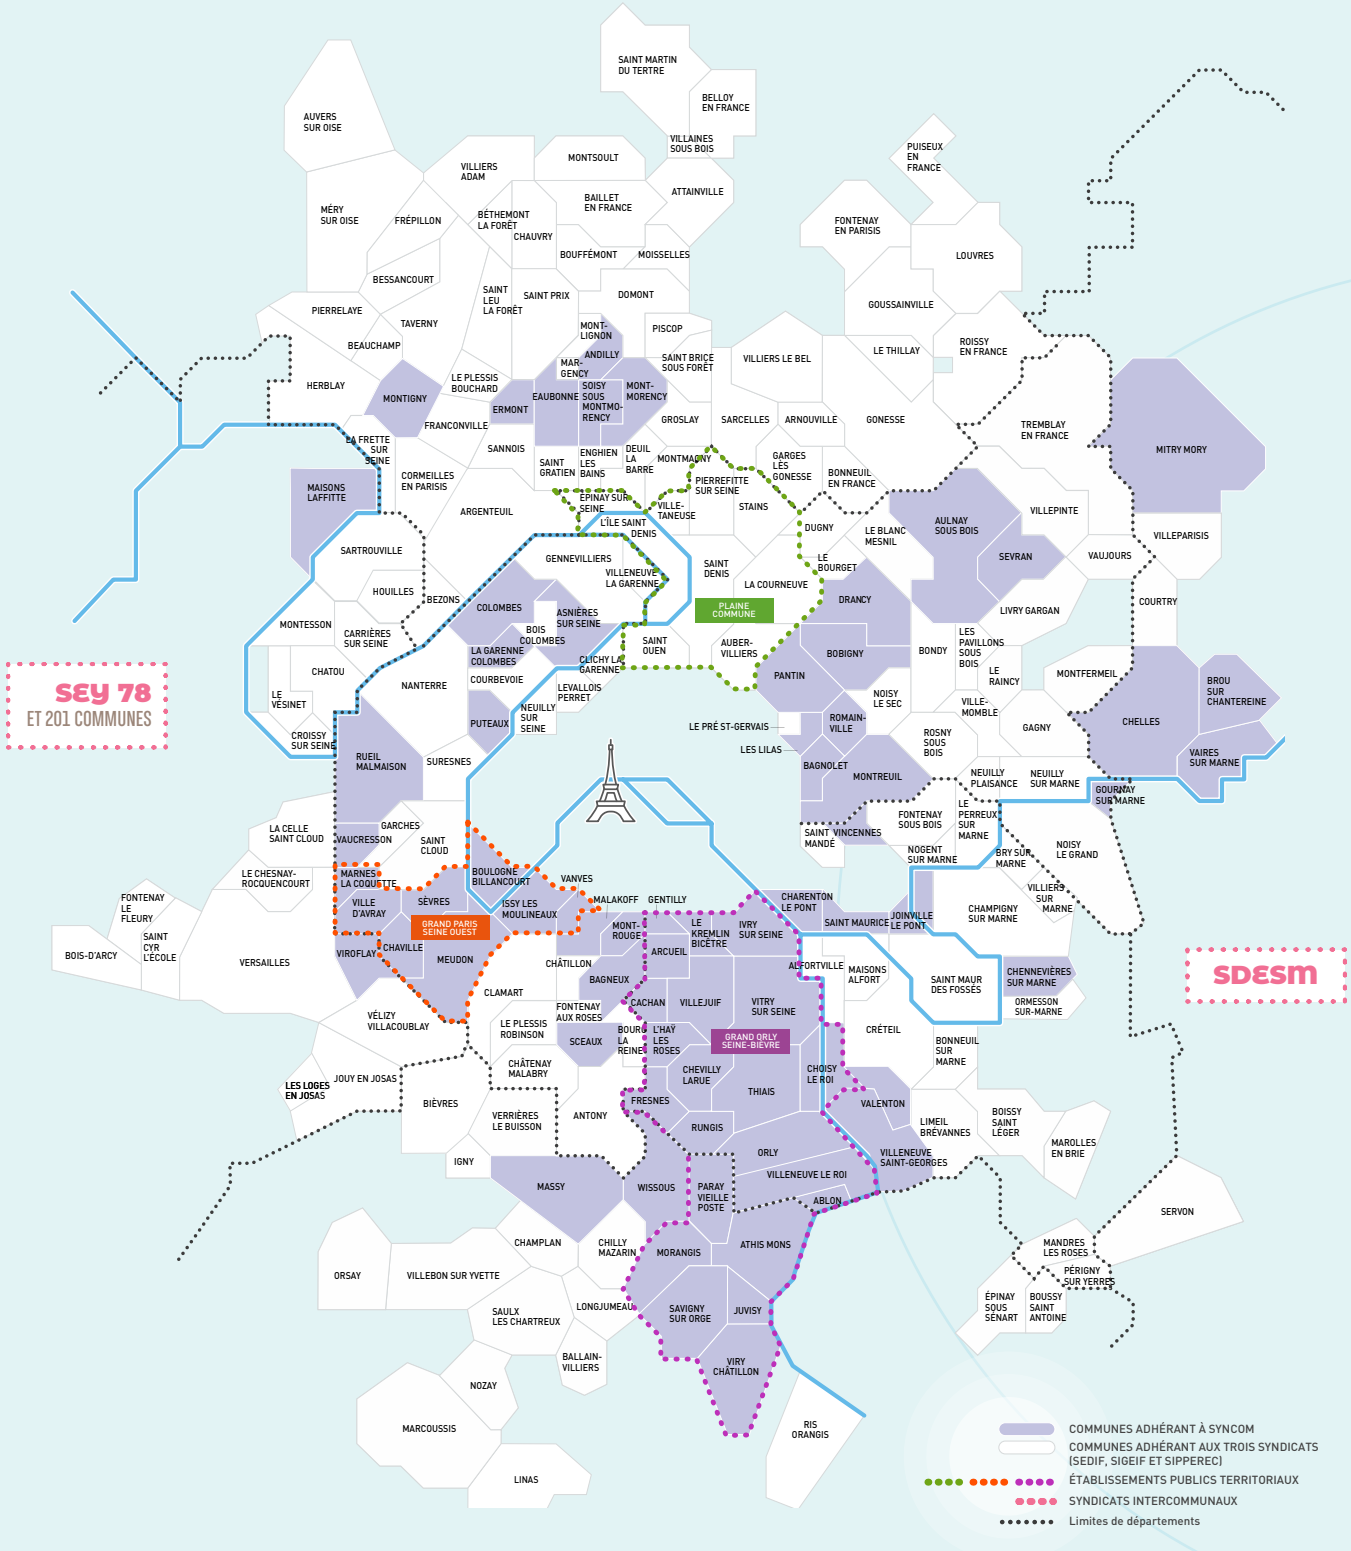 SAINT MARTIN
DU TERTRE
BELLOY
EN FRANCE
AUVERS
SUR OISE
VILLAINES
SOUS BOIS
MONTSOULT
PUISEUX
EN
FRANCE
VILLIERS
ADAM
ATTAINVILLE
BAILLET
EN FRANCE
MÉRY
SUR OISE
FRÉPILLON
BÉTHEMONT
LA FORÊT
CHAUVRY
FONTENAY
EN PARISIS
BOUFFÉMONT
MOISSELLES
LOUVRES
BESSANCOURT
SAINT
LEU
LA FORÊT
SAINT PRIX
DOMONT
GOUSSAINVILLE
PIERRELAYE
TAVERNY
MONT-
LIGNON
PISCOP
BEAUCHAMP
ANDILLY
SAINT BRICE
SOUS FORÊT
VILLIERS LE BEL
LE THILLAY
ROISSY
EN FRANCE
MAR-
GENCY
HERBLAY
LE PLESSIS
BOUCHARD
MONTIGNY
EAUBONNE
SOISY
SOUS
MONTMO-
RENCY
MONT-
MORENCY
ERMONT
FRANCONVILLE
GROSLAY
SARCELLES
ARNOUVILLE
GONESSE
TREMBLAY
EN FRANCE
MITRY MORY
LA FRETTE
SUR
SEINE
SANNOIS
SAINT
GRATIEN
ENGHIEN
LES
BAINS
DEUIL
LA
BARRE
MONTMAGNY
GARGES
LÈS
GONESSE
BONNEUIL
EN FRANCE
CORMEILLES
EN PARISIS
PIERREFITTE
SUR SEINE
MAISONS
LAFFITTE
ARGENTEUIL
ÉPINAY SUR
SEINE
VILLE-
TANEUSE
STAINS
L'ÎLE SAINT
DENIS
DUGNY
LE BLANC
MESNIL
AULNAY
SOUS BOIS
VILLEPINTE
VILLEPARISIS
SARTROUVILLE
GENNEVILLIERS
VILLENEUVE
LA GARENNE
SAINT
DENIS
LE
BOURGET
SEVRAN
VAUJOURS
LA COURNEUVE
HOUILLES
BEZONS
COLOMBES
ASNIÈRES
SUR SEINE
PLAINE
COMMUNE
DRANCY
LIVRY GARGAN
COURTRY
MONTESSON
CARRIÈRES
SUR SEINE
BOIS
COLOMBES
SAINT
OUEN
AUBER-
VILLIERS
BOBIGNY
BONDY
LES
PAVILLONS
SOUS
BOIS
LA GARENNE
COLOMBES
CLICHY LA
GARENNE
CHATOU
NANTERRE
COURBEVOIE
LEVALLOIS
PERRET
PANTIN
LE
RAINCY
MONTFERMEIL
BROU
SUR
CHANTEREINE
SEY 78
ET 201 COMMUNES
LE
VÉSINET
NEUILLY
SUR
SEINE
NOISY
LE SEC
VILLE-
MOMBLE
CROISSY
SUR SEINE
PUTEAUX
LE PRÉ ST-GERVAIS
ROMAIN-
VILLE
GAGNY
CHELLES
LES LILAS
ROSNY
SOUS
BOIS
VAIRES
SUR MARNE
RUEIL
MALMAISON
SURESNES
BAGNOLET
MONTREUIL
NEUILLY
PLAISANCE
NEUILLY
SUR MARNE
GOURNAY
SUR MARNE
LA CELLE
SAINT CLOUD
GARCHES
VAUCRESSON
SAINT
CLOUD
SAINT
MANDÉ
VINCENNES
FONTENAY
SOUS BOIS
LE
PERREUX
SUR
MARNE
NOGENT
SUR MARNE
BRY SUR
MARNE
NOISY
LE GRAND
LE CHESNAY-
ROCQUENCOURT
MARNES
LA COQUETTE
BOULOGNE
BILLANCOURT
VANVES
FONTENAY
LE
FLEURY
VILLE
D'AVRAY
SÈVRES
ISSY LES
MOULINEAUX
MALAKOFF
GENTILLY
CHARENTON
LE PONT
VILLIERS
SUR
MARNE
GRAND PARIS
SEINE OUEST
MONT-
ROUGE
LE
KREMLIN
BICÊTRE
IVRY
SUR SEINE
SAINT MAURICE
JOINVILLE
LE PONT
CHAMPIGNY
SUR MARNE
BOIS-D'ARCY
SAINT
CYR
L'ÉCOLE
VERSAILLES
VIROFLAY
CHAVILLE
MEUDON
CHÂTILLON
ARCUEIL
ALFORTVILLE
MAISONS
ALFORT
SAINT MAUR
DES FOSSÉS
CHENNEVIÈRES
SUR MARNE
SDESM
CLAMART
BAGNEUX
CACHAN
VILLEJUIF
VITRY
SUR SEINE
ORMESSON
SUR-MARNE
VÉLIZY
VILLACOUBLAY
LE PLESSIS
ROBINSON
FONTENAY
AUX ROSES
SCEAUX
BOURG
LA
REINE
L'HAŸ
LES
ROSES
GRAND ORLY
SEINE-BIÈVRE
CRÉTEIL
BONNEUIL
SUR
MARNE
CHÂTENAY
MALABRY
CHEVILLY
LARUE
CHOISY
LE ROI
LES LOGES
EN JOSAS
JOUY EN JOSAS
THIAIS
BIÈVRES
VERRIÈRES
LE BUISSON
ANTONY
FRESNES
VALENTON
RUNGIS
LIMEIL
BRÉVANNES
BOISSY
SAINT
LÉGER
MAROLLES
EN BRIE
IGNY
ORLY
VILLENEUVE
SAINT-GEORGES
MASSY
WISSOUS
PARAY
VIEILLE
POSTE
VILLENEUVE LE ROI
ABLON
SERVON
CHAMPLAN
CHILLY
MAZARIN
MORANGIS
ATHIS MONS
MANDRES
LES ROSES
ORSAY
VILLEBON SUR YVETTE
PÉRIGNY
SUR YERRES
SAULX
LES CHARTREUX
LONGJUMEAU
SAVIGNY
SUR ORGE
JUVISY
ÉPINAY
SOUS
SÉNART
BOUSSY
SAINT
ANTOINE
BALLAIN-
VILLIERS
VIRY
CHÂTILLON
NOZAY
MARCOUSSIS
RIS
ORANGIS
LINAS
COMMUNES ADHÉRANT À SYNCOM
COMMUNES ADHÉRANT AUX TROIS SYNDICATS
(SEDIF, SIGEIF ET SIPPEREC)
ÉTABLISSEMENTS PUBLICS TERRITORIAUX
SYNDICATS INTERCOMMUNAUX
Limites de départements